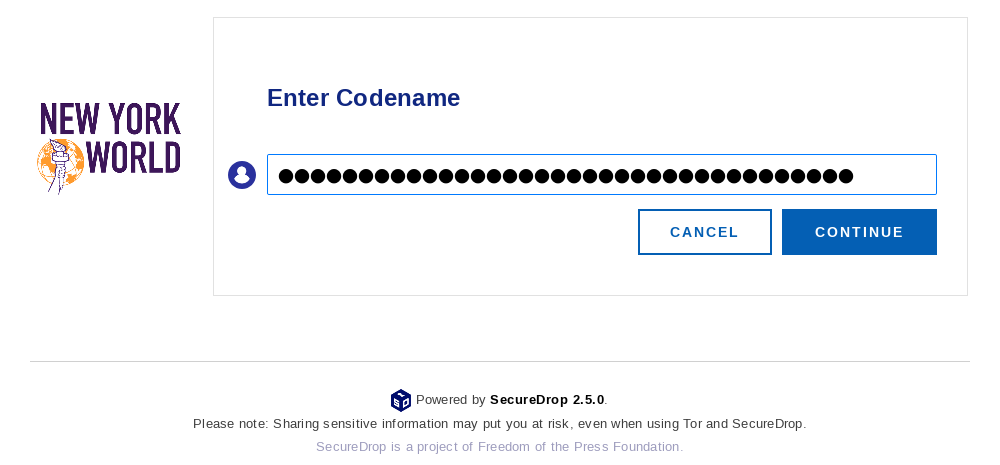 Enter Codename
NEW YORK
WORLD
●●●●●●●●●●●●●●●●●●●●●●●●●●●●●●●●●●●●
CANCEL
CONTINUE
Powered by SecureDrop 2.5.0.
Please note: Sharing sensitive information may put you at risk, even when using Tor and SecureDrop.
SecureDrop is a project of Freedom of the Press Foundation.